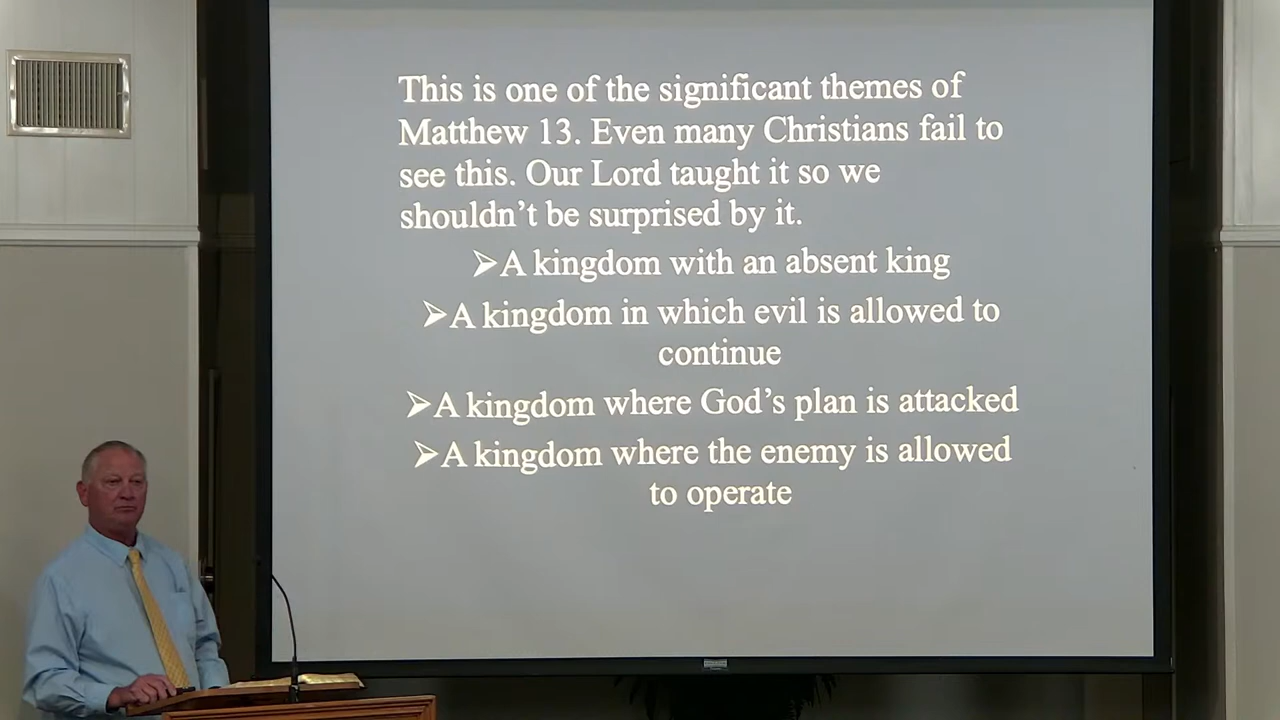 This is one of the significant themes of
Matthew 13. Even many Christians fail to
see this. Our Lord taught it so we
shouldn’t be surprised by it.
➢A kingdom with an absent king
➢A kingdom in which evil is allowed to
continue
➢A kingdom where God’s plan is attacked
➢A kingdom where the enemy is allowed
to operate